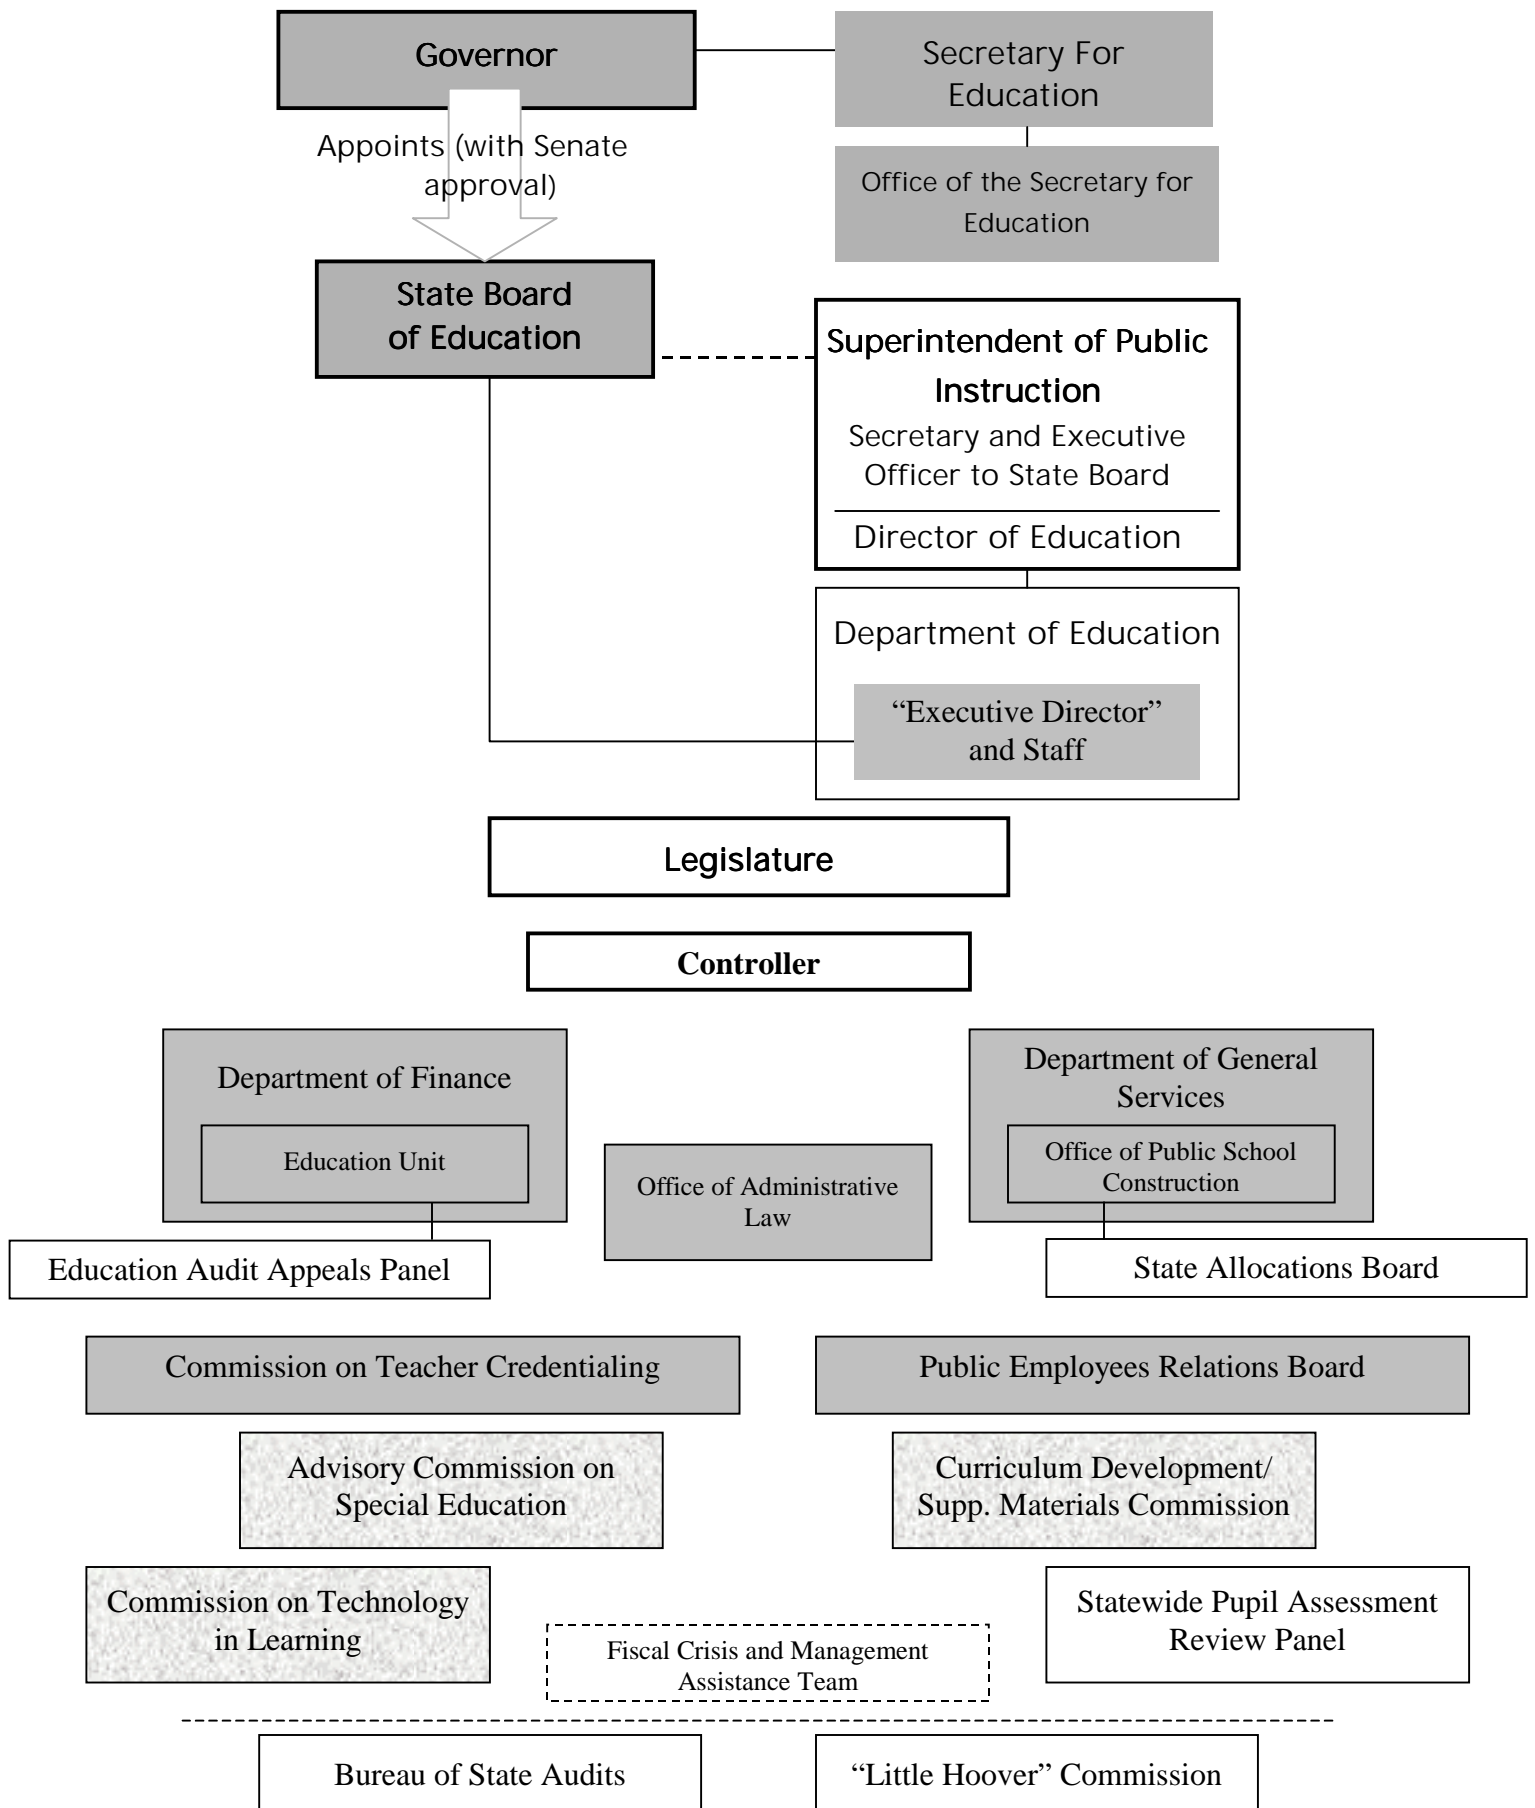 Governor
Secretary For
Education
Appoints (with Senate
approval)
Office of the Secretary for
Education
State Board
of Education
Superintendent of Public
Instruction
Secretary and Executive
Officer to State Board
Director of Education
Department of Education
“Executive Director”
and Staff
Legislature
Controller
Department of Finance
Education Unit
Department of General
Services
Office of Public School
Construction
Office of Administrative
Law
Education Audit Appeals Panel
State Allocations Board
Commission on Teacher Credentialing
Public Employees Relations Board
Advisory Commission on
Special Education
Curriculum Development/
Supp. Materials Commission
Commission on Technology
in Learning
Statewide Pupil Assessment
Review Panel
Fiscal Crisis and Management
Assistance Team
Bureau of State Audits
“Little Hoover” Commission